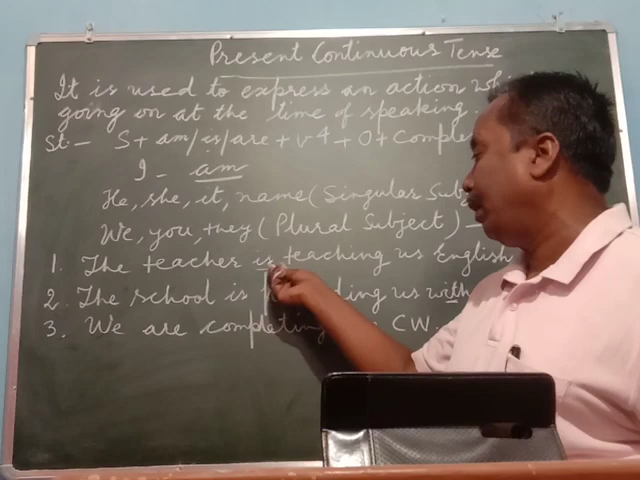 Present Continuous Tense
It is used to express an action
going on at the time of speaking.
St:- S + am/is/are + v4 + O +
I - am
He, she, it, name (Singular
We, you, they (Plural Subject) -
1. The teacher is teaching us English
2. The school is us with
3. We are completing CW.